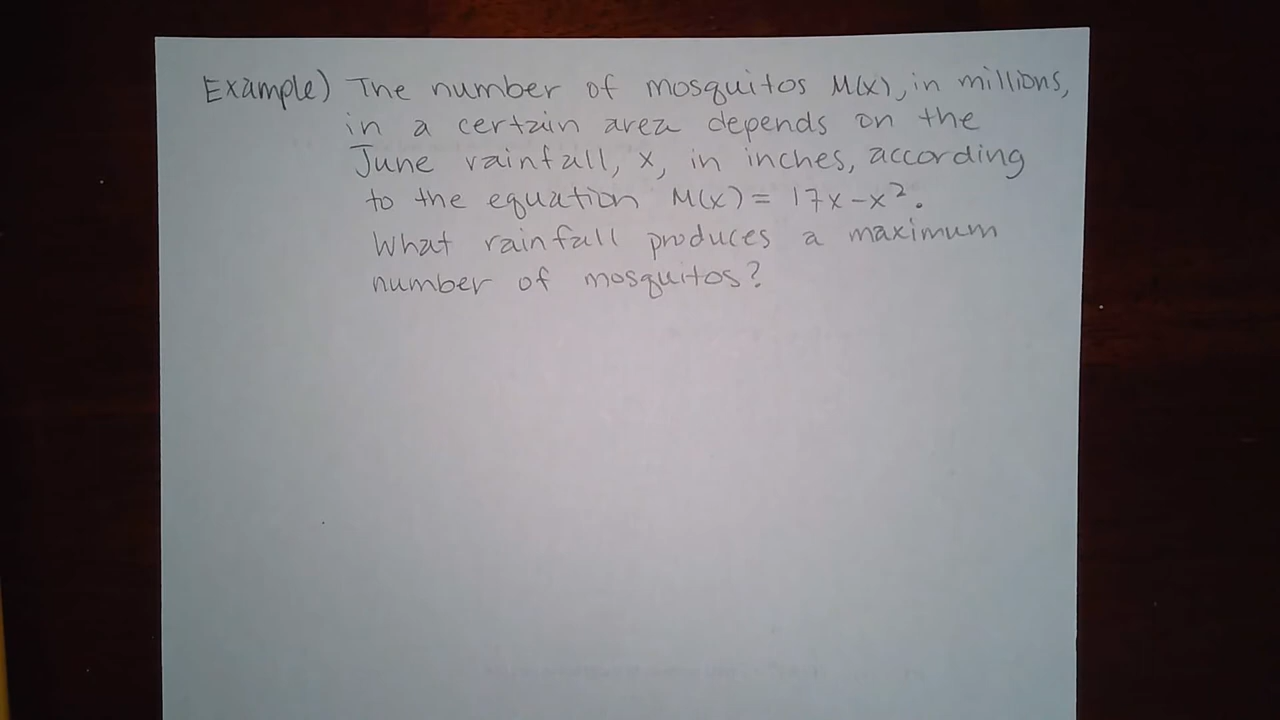 Example) The number of mosquitos M(x), in millions,
in a certain area depends on the
June rainfall, x, in inches, according
to the equation M(x) = 17x-x².
What rainfall produces a maximum
number of mosquitos?